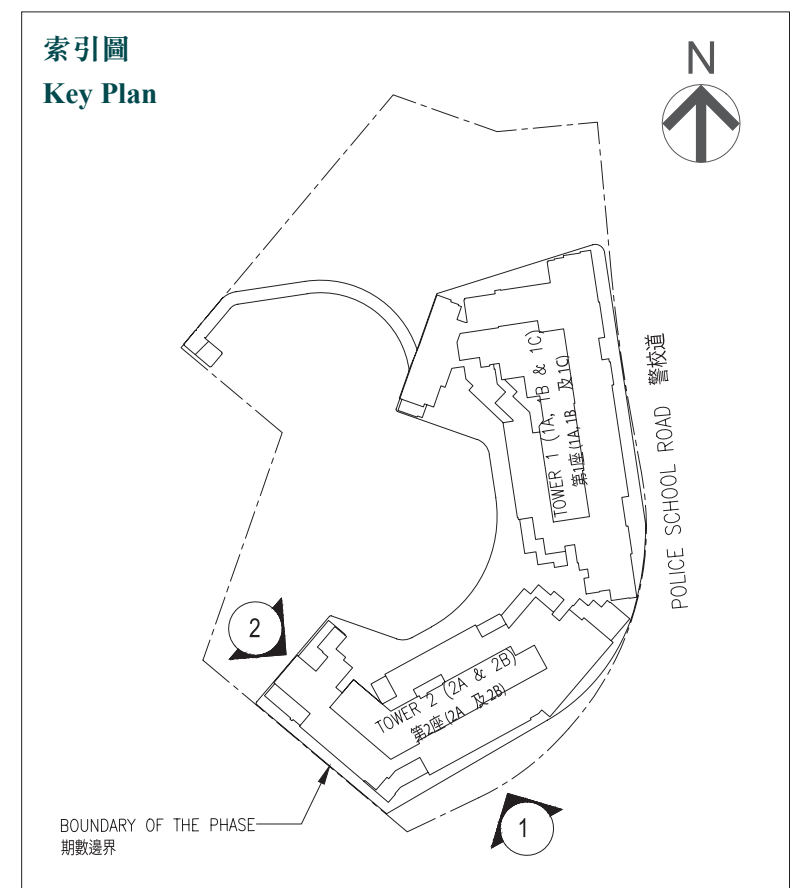 索引圖
Key Plan
N
TOWER 1 (1A, 1B & 1C)
第1座(1A,1B 及1C)
POLICE SCHOOL ROAD 警校道
2
TOWER 2 (2A & 2B)
第2座(2A 及2B)
BOUNDARY OF THE PHASE
期數邊界
1